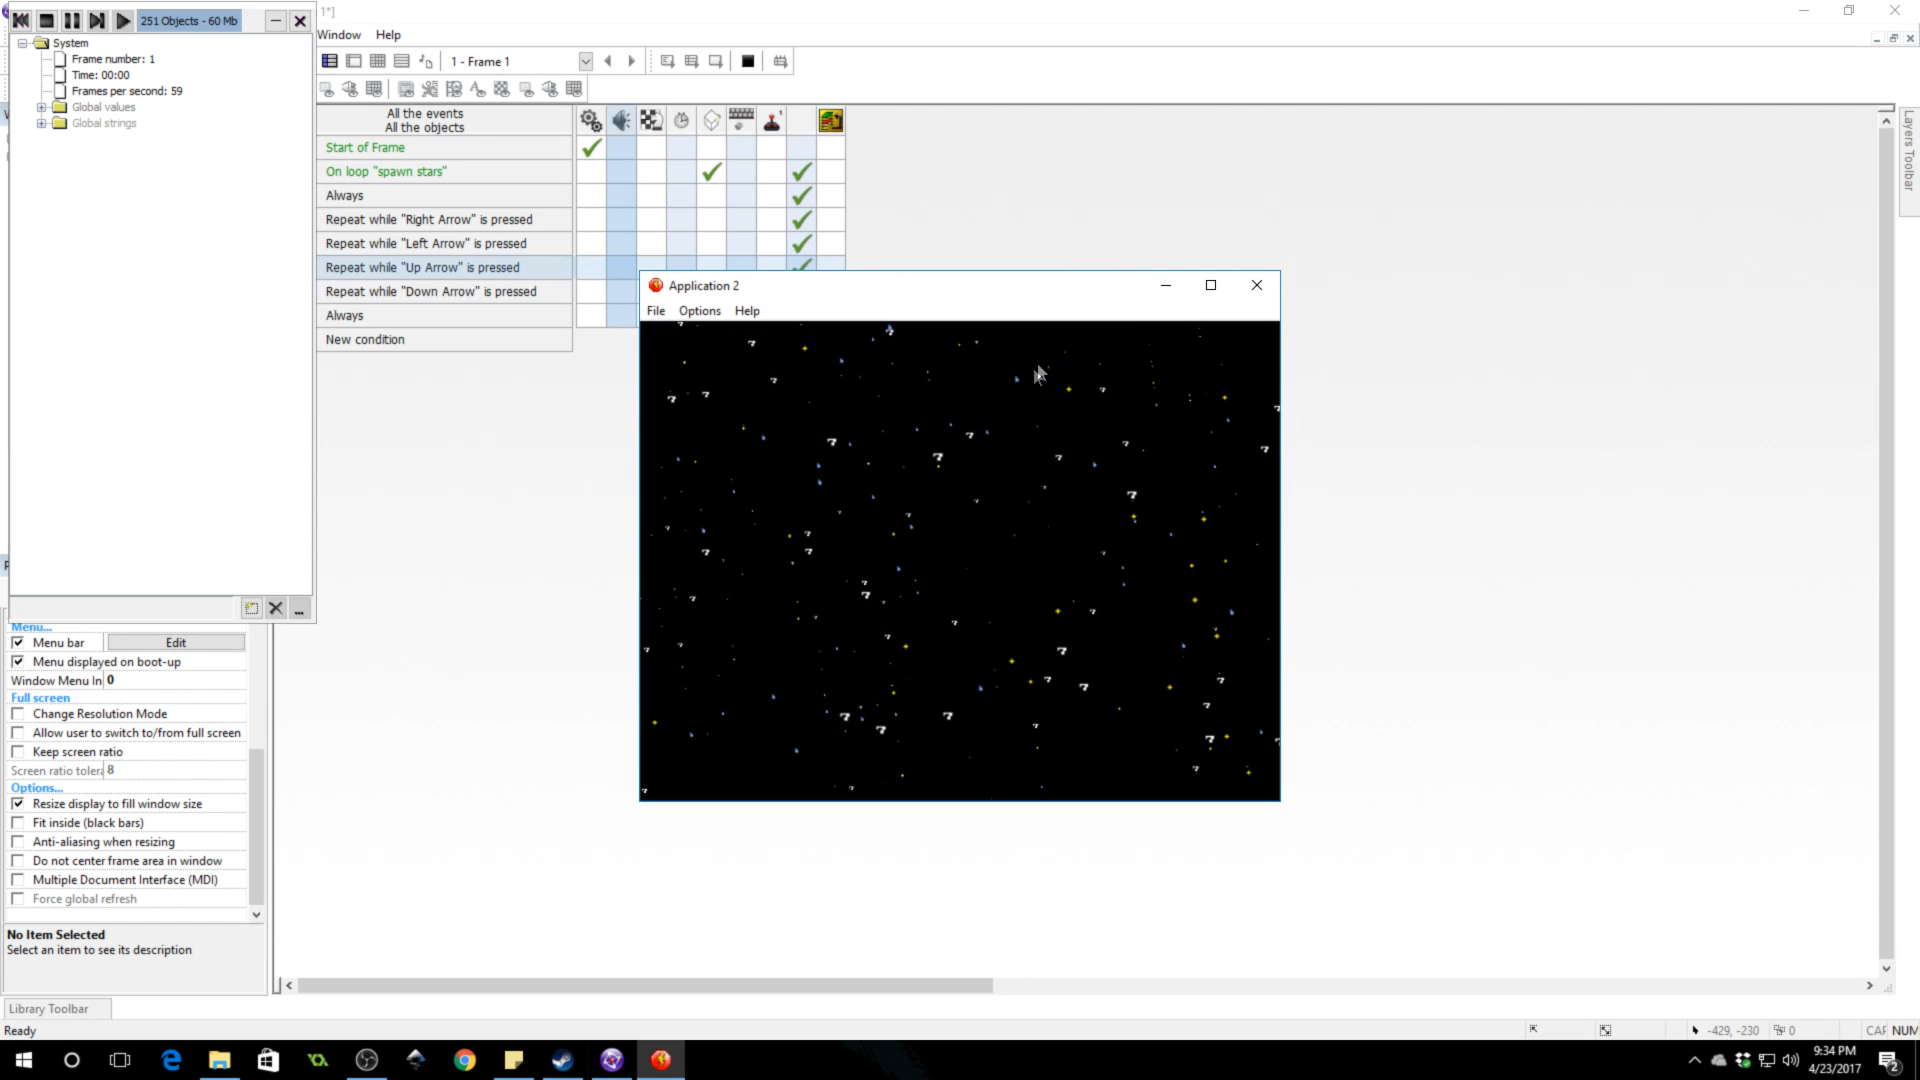 251 Objects - 60 Mb
1*]
System
Frame number: 1
Time: 00:00
Frames per second: 59
Global values
Global strings
Window Help
1 - Frame 1
All the events
All the objects
Start of Frame
On loop "spawn stars"
Always
Repeat while "Right Arrow" is pressed
Repeat while "Left Arrow" is pressed
Repeat while "Up Arrow" is pressed
Repeat while "Down Arrow" is pressed
Always
New condition
Application 2
File Options Help
Layers Toolbar
Menu...
Menu bar Edit
Menu displayed on boot-up
Window Menu In 0
Full screen
Change Resolution Mode
Allow user to switch to/from full screen
Keep screen ratio
Screen ratio tolera 8
Options...
Resize display to fill window size
Fit inside (black bars)
Anti-aliasing when resizing
Do not center frame area in window
Multiple Document Interface (MDI)
Force global refresh
No Item Selected
Select an item to see its description
Library Toolbar
Ready
-429, -230 0 CAP NUM
9:34 PM
4/23/2017
2